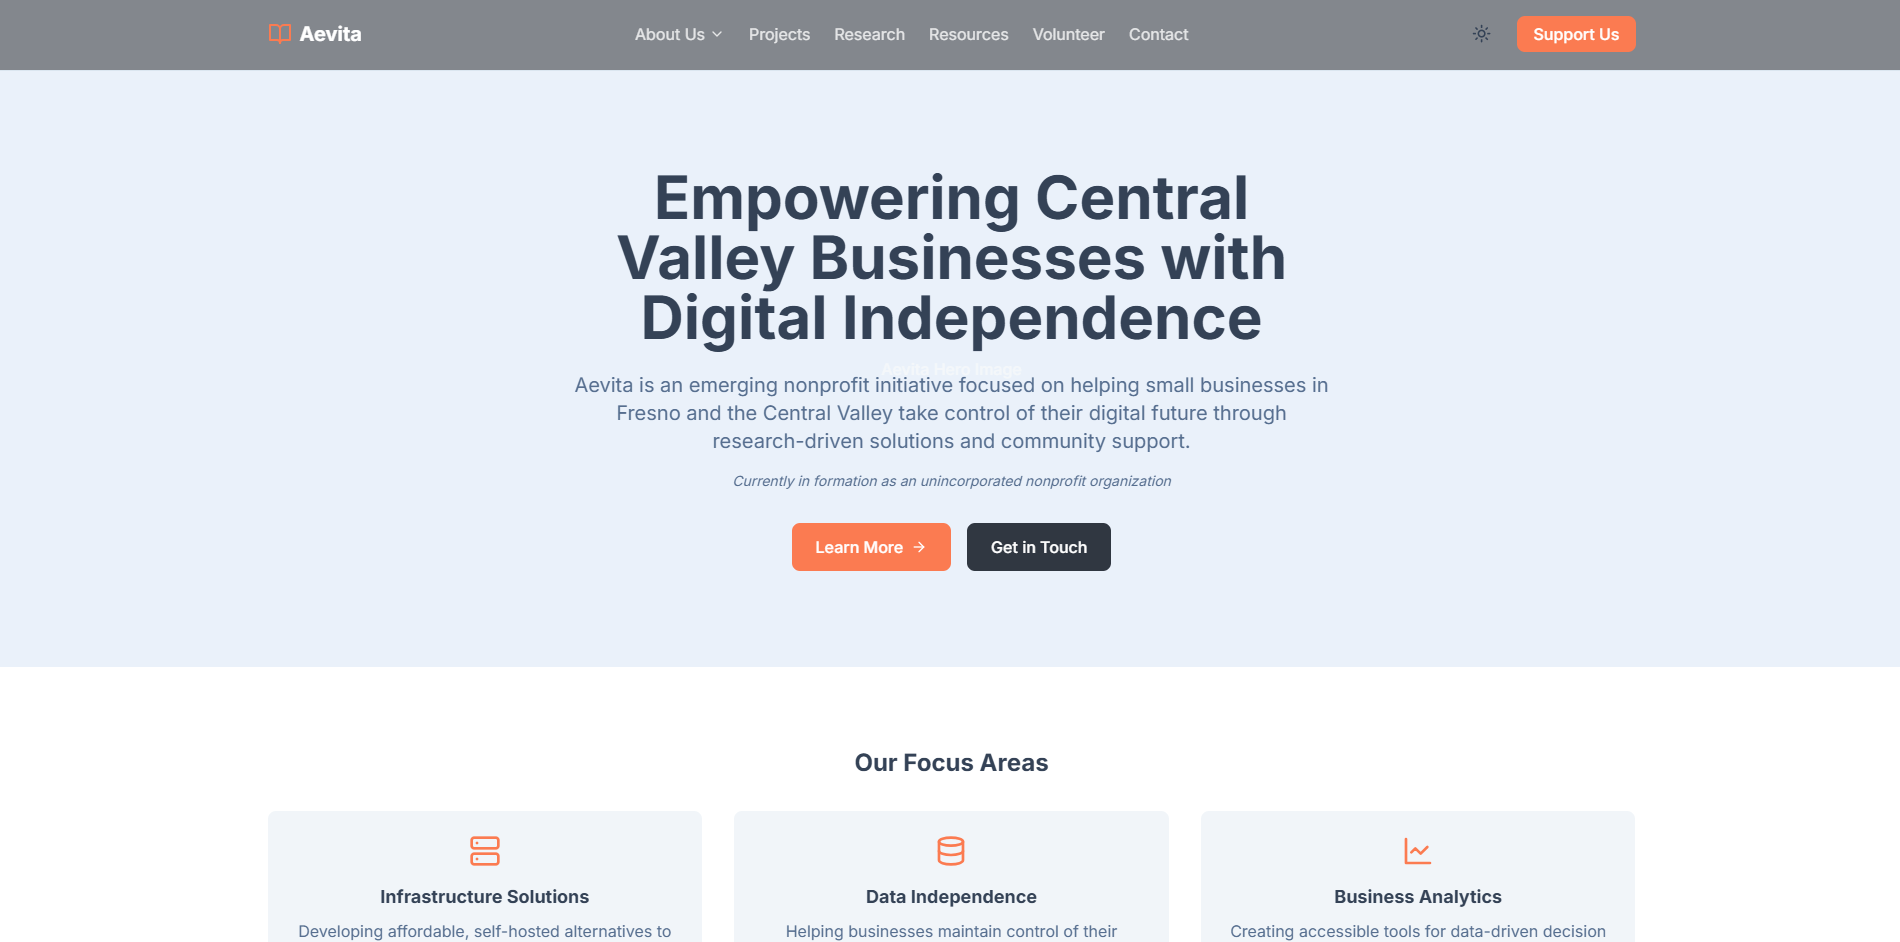 Aevita
About Us
Projects
Research
Resources
Volunteer
Contact
Support Us
Empowering Central
Valley Businesses with
Digital Independence
Aevita Hero Image
Aevita is an emerging nonprofit initiative focused on helping small businesses in
Fresno and the Central Valley take control of their digital future through
research-driven solutions and community support.
Currently in formation as an unincorporated nonprofit organization
Learn More
Get in Touch
Our Focus Areas
Infrastructure Solutions
Developing affordable, self-hosted alternatives to
Data Independence
Helping businesses maintain control of their
Business Analytics
Creating accessible tools for data-driven decision